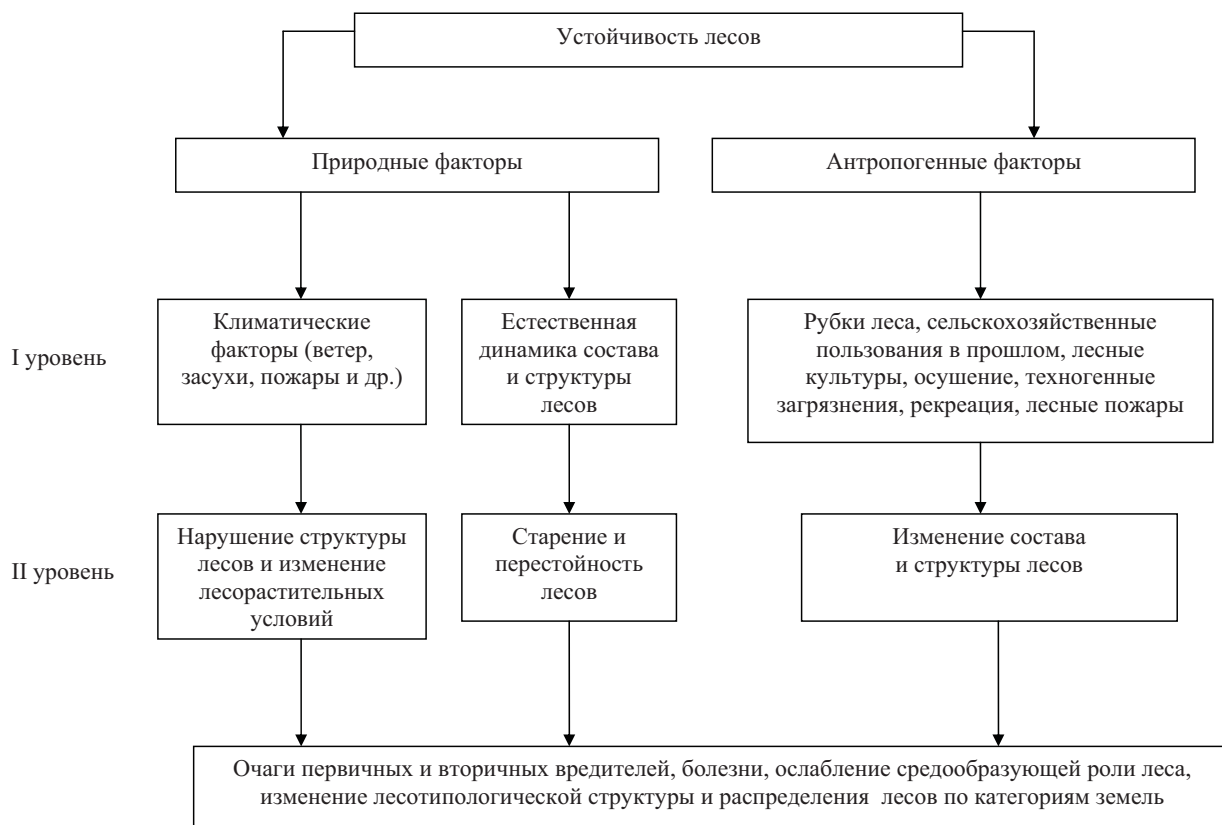 Устойчивость лесов
Природные факторы
Антропогенные факторы
I уровень
Климатические
факторы (ветер,
засухи, пожары и др.)
Естественная
динамика состава
и структуры
лесов
Рубки леса, сельскохозяйственные
пользования в прошлом, лесные
культуры, осушение, техногенные
загрязнения, рекреация, лесные пожары
II уровень
Нарушение структуры
лесов и изменение
лесорастительных
условий
Старение и
перестойность
лесов
Изменение состава
и структуры лесов
Очаги первичных и вторичных вредителей, болезни, ослабление средообразующей роли леса,
изменение лесотипологической структуры и распределения лесов по категориям земель